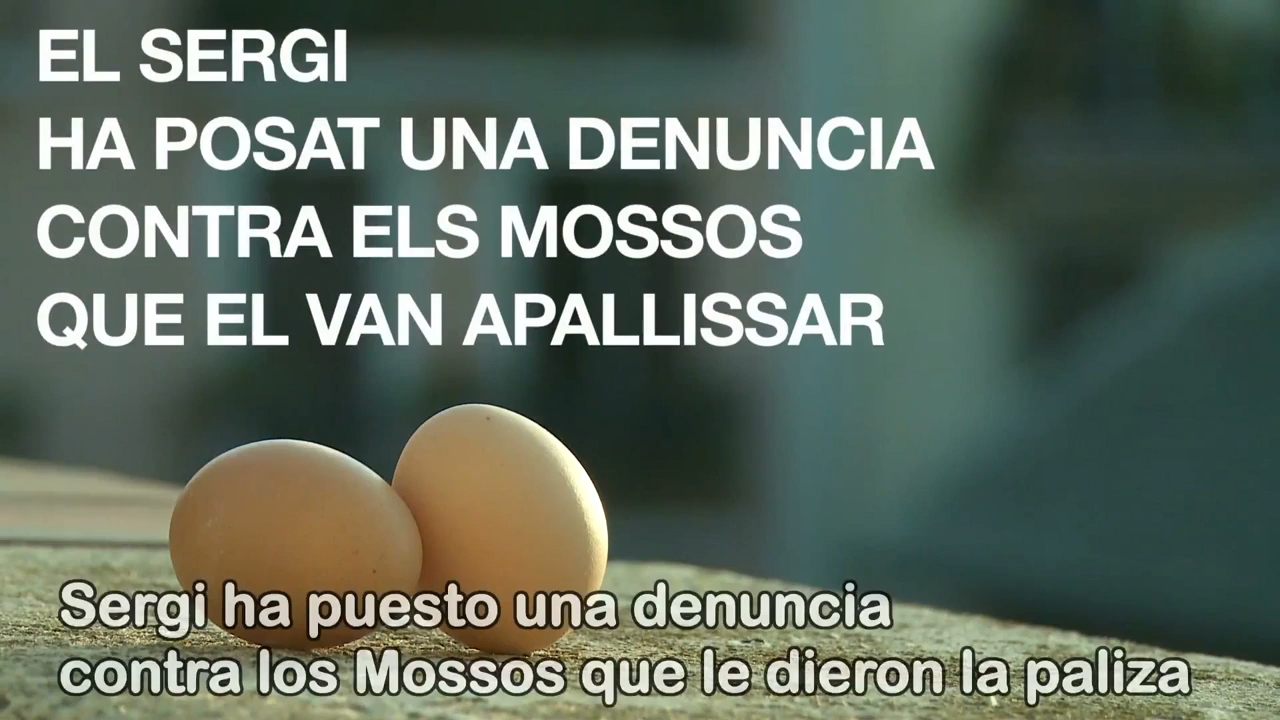 EL SERGI
HA POSAT UNA DENUNCIA
CONTRA ELS MOSSOS
QUE EL VAN APALLISSAR
Sergi ha puesto una denuncia
contra los Mossos que le dieron la paliza